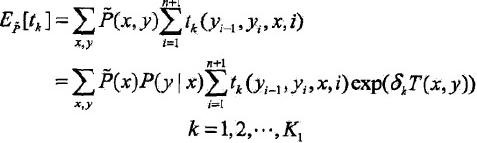 E_{\tilde{P}}[t_k] = \sum_{x,y} \tilde{P}(x,y) \sum_{i=1}^{n+1} t_k(y_{i-1}, y_i, x, i)
= \sum_{x,y} \tilde{P}(x) P(y \mid x) \sum_{i=1}^{n+1} t_k(y_{i-1}, y_i, x, i) \exp(\delta_k T(x,y))
k = 1, 2, \cdots, K_1